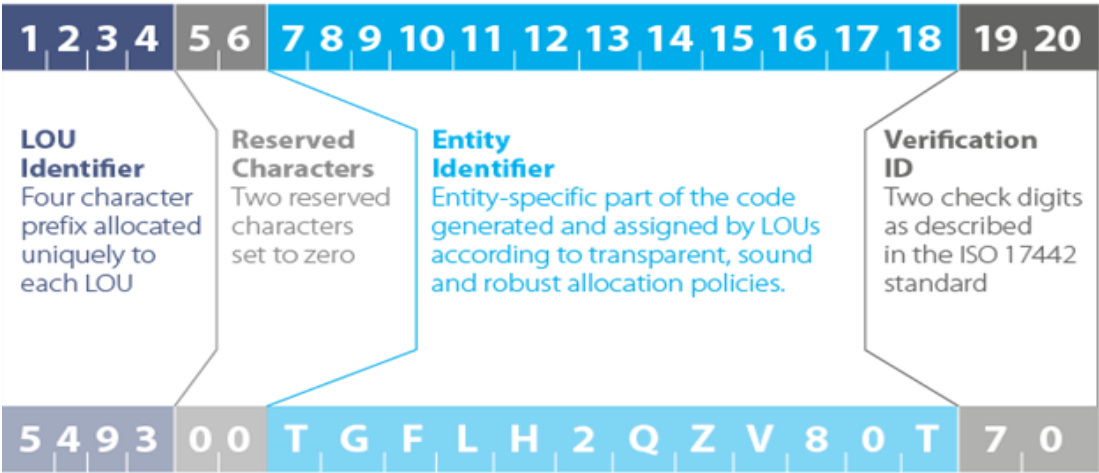 1 2 3 4 5 6 7 8 9 10 11 12 13 14 15 16 17 18 19 20
LOU
Identifier
Four character
prefix allocated
uniquely to
each LOU
Reserved
Characters
Two reserved
characters
set to zero
Entity
Identifier
Entity-specific part of the code
generated and assigned by LOUs
according to transparent, sound
and robust allocation policies.
Verification
ID
Two check digits
as described
in the ISO 17442
standard
5 4 9 3 0 0 T G F L H 2 Q Z V 8 0 T 7 0